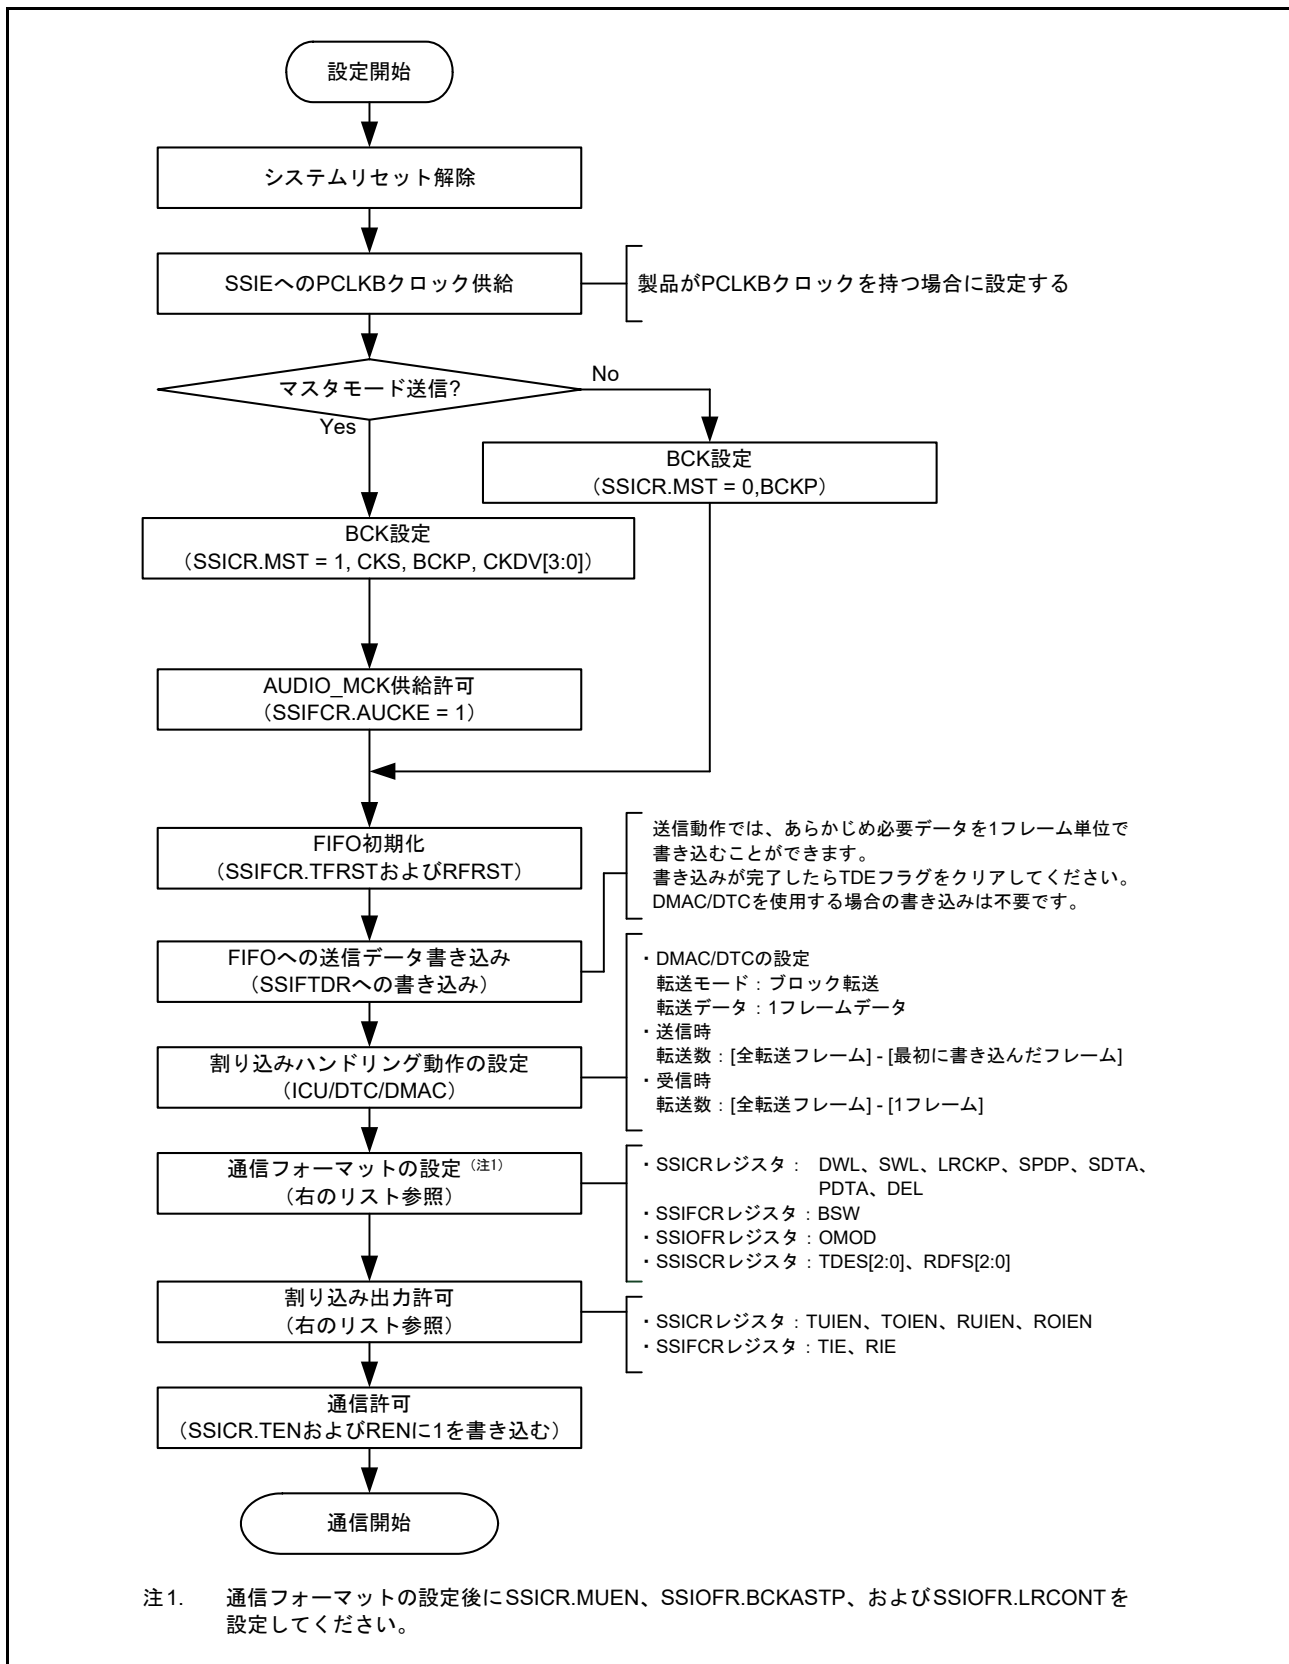 設定開始
システムリセット解除
SSIEへのPCLKBクロック供給
製品がPCLKBクロックを持つ場合に設定する
マスタモード送信?
No
Yes
BCK設定
(SSICR.MST = 0,BCKP)
BCK設定
(SSICR.MST = 1, CKS, BCKP, CKDV[3:0])
AUDIO_MCK供給許可
(SSIFCR.AUCKE = 1)
FIFO初期化
(SSIFCR.TFRSTおよびRFRST)
送信動作では、あらかじめ必要データを1フレーム単位で
書き込むことができます。
書き込みが完了したらTDEフラグをクリアしてください。
DMAC/DTCを使用する場合の書き込みは不要です。
FIFOへの送信データ書き込み
(SSIFTDRへの書き込み)
・DMAC/DTCの設定
転送モード：ブロック転送
転送データ：1フレームデータ
・送信時
転送数：[全転送フレーム] - [最初に書き込んだフレーム]
・受信時
転送数：[全転送フレーム] - [1フレーム]
割り込みハンドリング動作の設定
(ICU/DTC/DMAC)
通信フォーマットの設定 (注1)
(右のリスト参照)
・SSICRレジスタ： DWL、SWL、LRCKP、SPDP、SDTA、
PDTA、DEL
・SSIFCRレジスタ：BSW
・SSIOFRレジスタ：OMOD
・SSISCRレジスタ：TDES[2:0]、RDFS[2:0]
割り込み出力許可
(右のリスト参照)
・SSICRレジスタ：TUIEN、TOIEN、RUIEN、ROIEN
・SSIFCRレジスタ：TIE、RIE
通信許可
(SSICR.TENおよびRENに1を書き込む)
通信開始
注1. 通信フォーマットの設定後にSSICR.MUEN、SSIOFR.BCKASTP、およびSSIOFR.LRCONTを
設定してください。